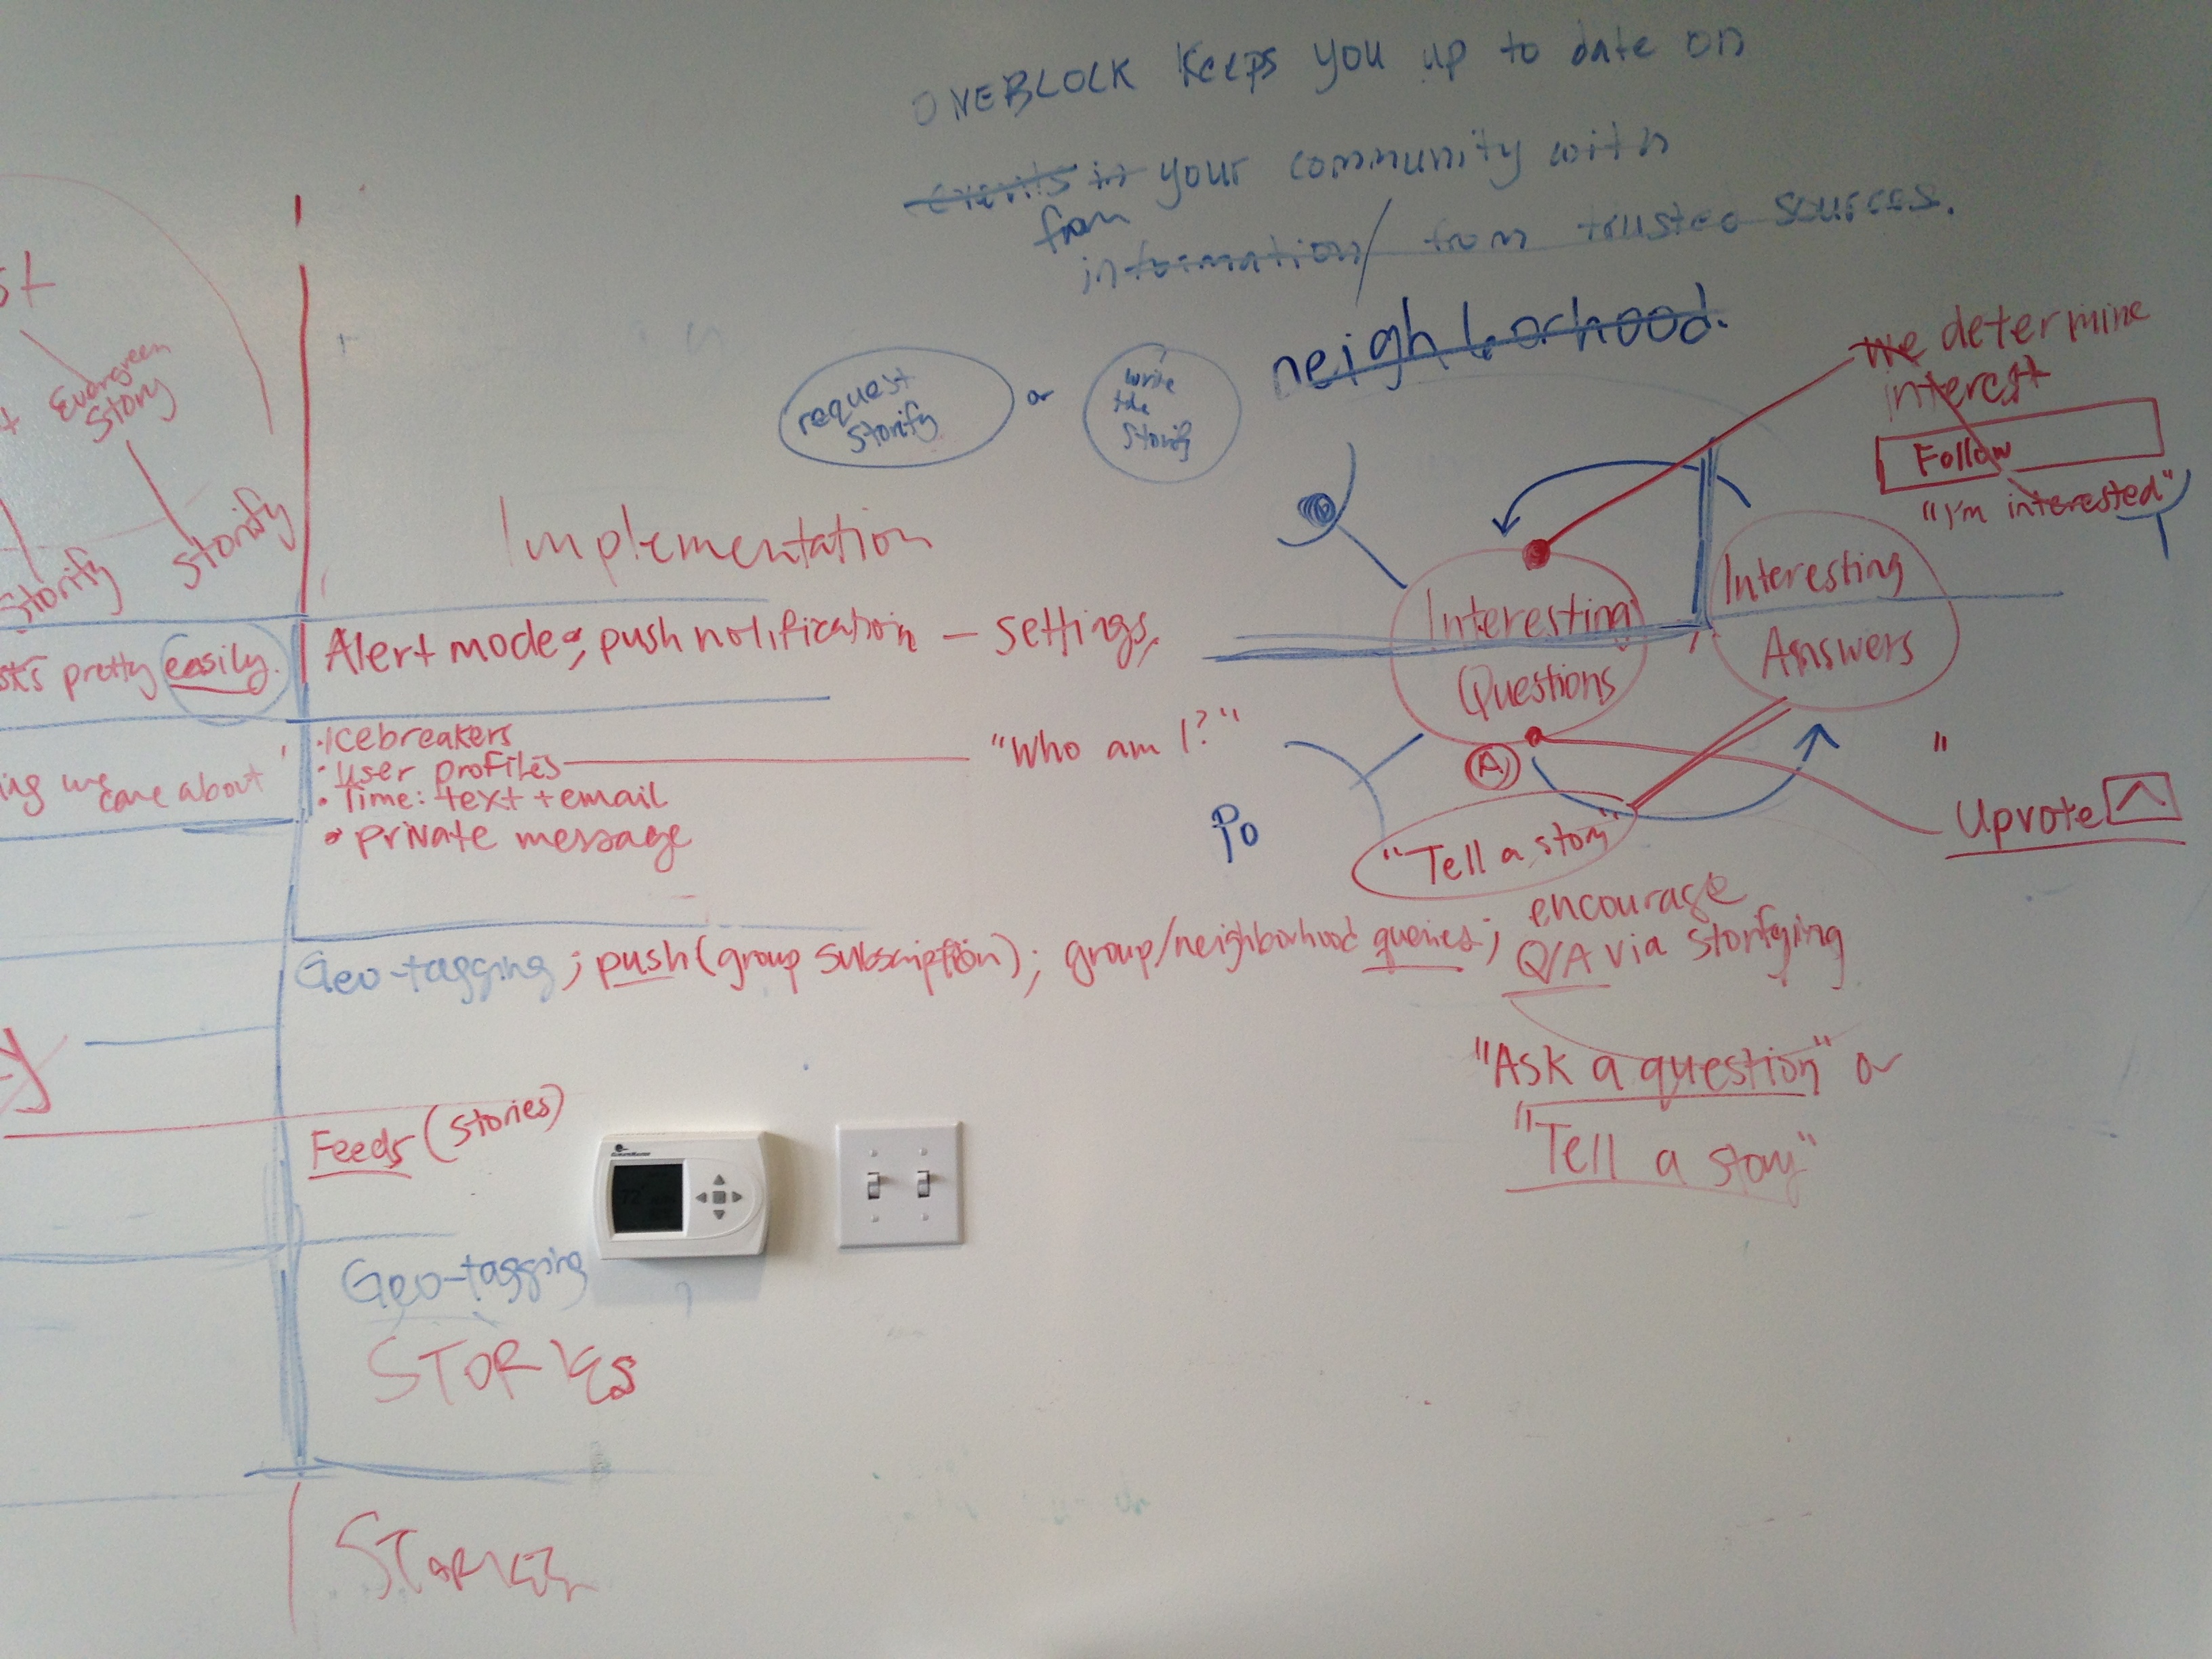 ONEBLOCK keeps you up to date on
events in your community with
from
information / from trusted sources.
neighborhood.
request
storify
or
write
the
storify
we determine
interest
Follow
"I'm interested"
st
Evergreen
Story
storify
storify
Implementation
Interesting
Questions
Interesting
Answers
pretty easily.
Alert mode; push notification – settings,
we care about
· Icebreakers
· User profiles
"Who am I?"
· Time: text + email
· private message
A
Po
"Tell a story"
"
Upvote
Geo-tagging; push (group subscription); group/neighborhood queries; encourage
Q/A via storifying
"Ask a question" or
"Tell a story"
y
Feeds (stories)
72
Geo-tagging
STORIES
STORIES